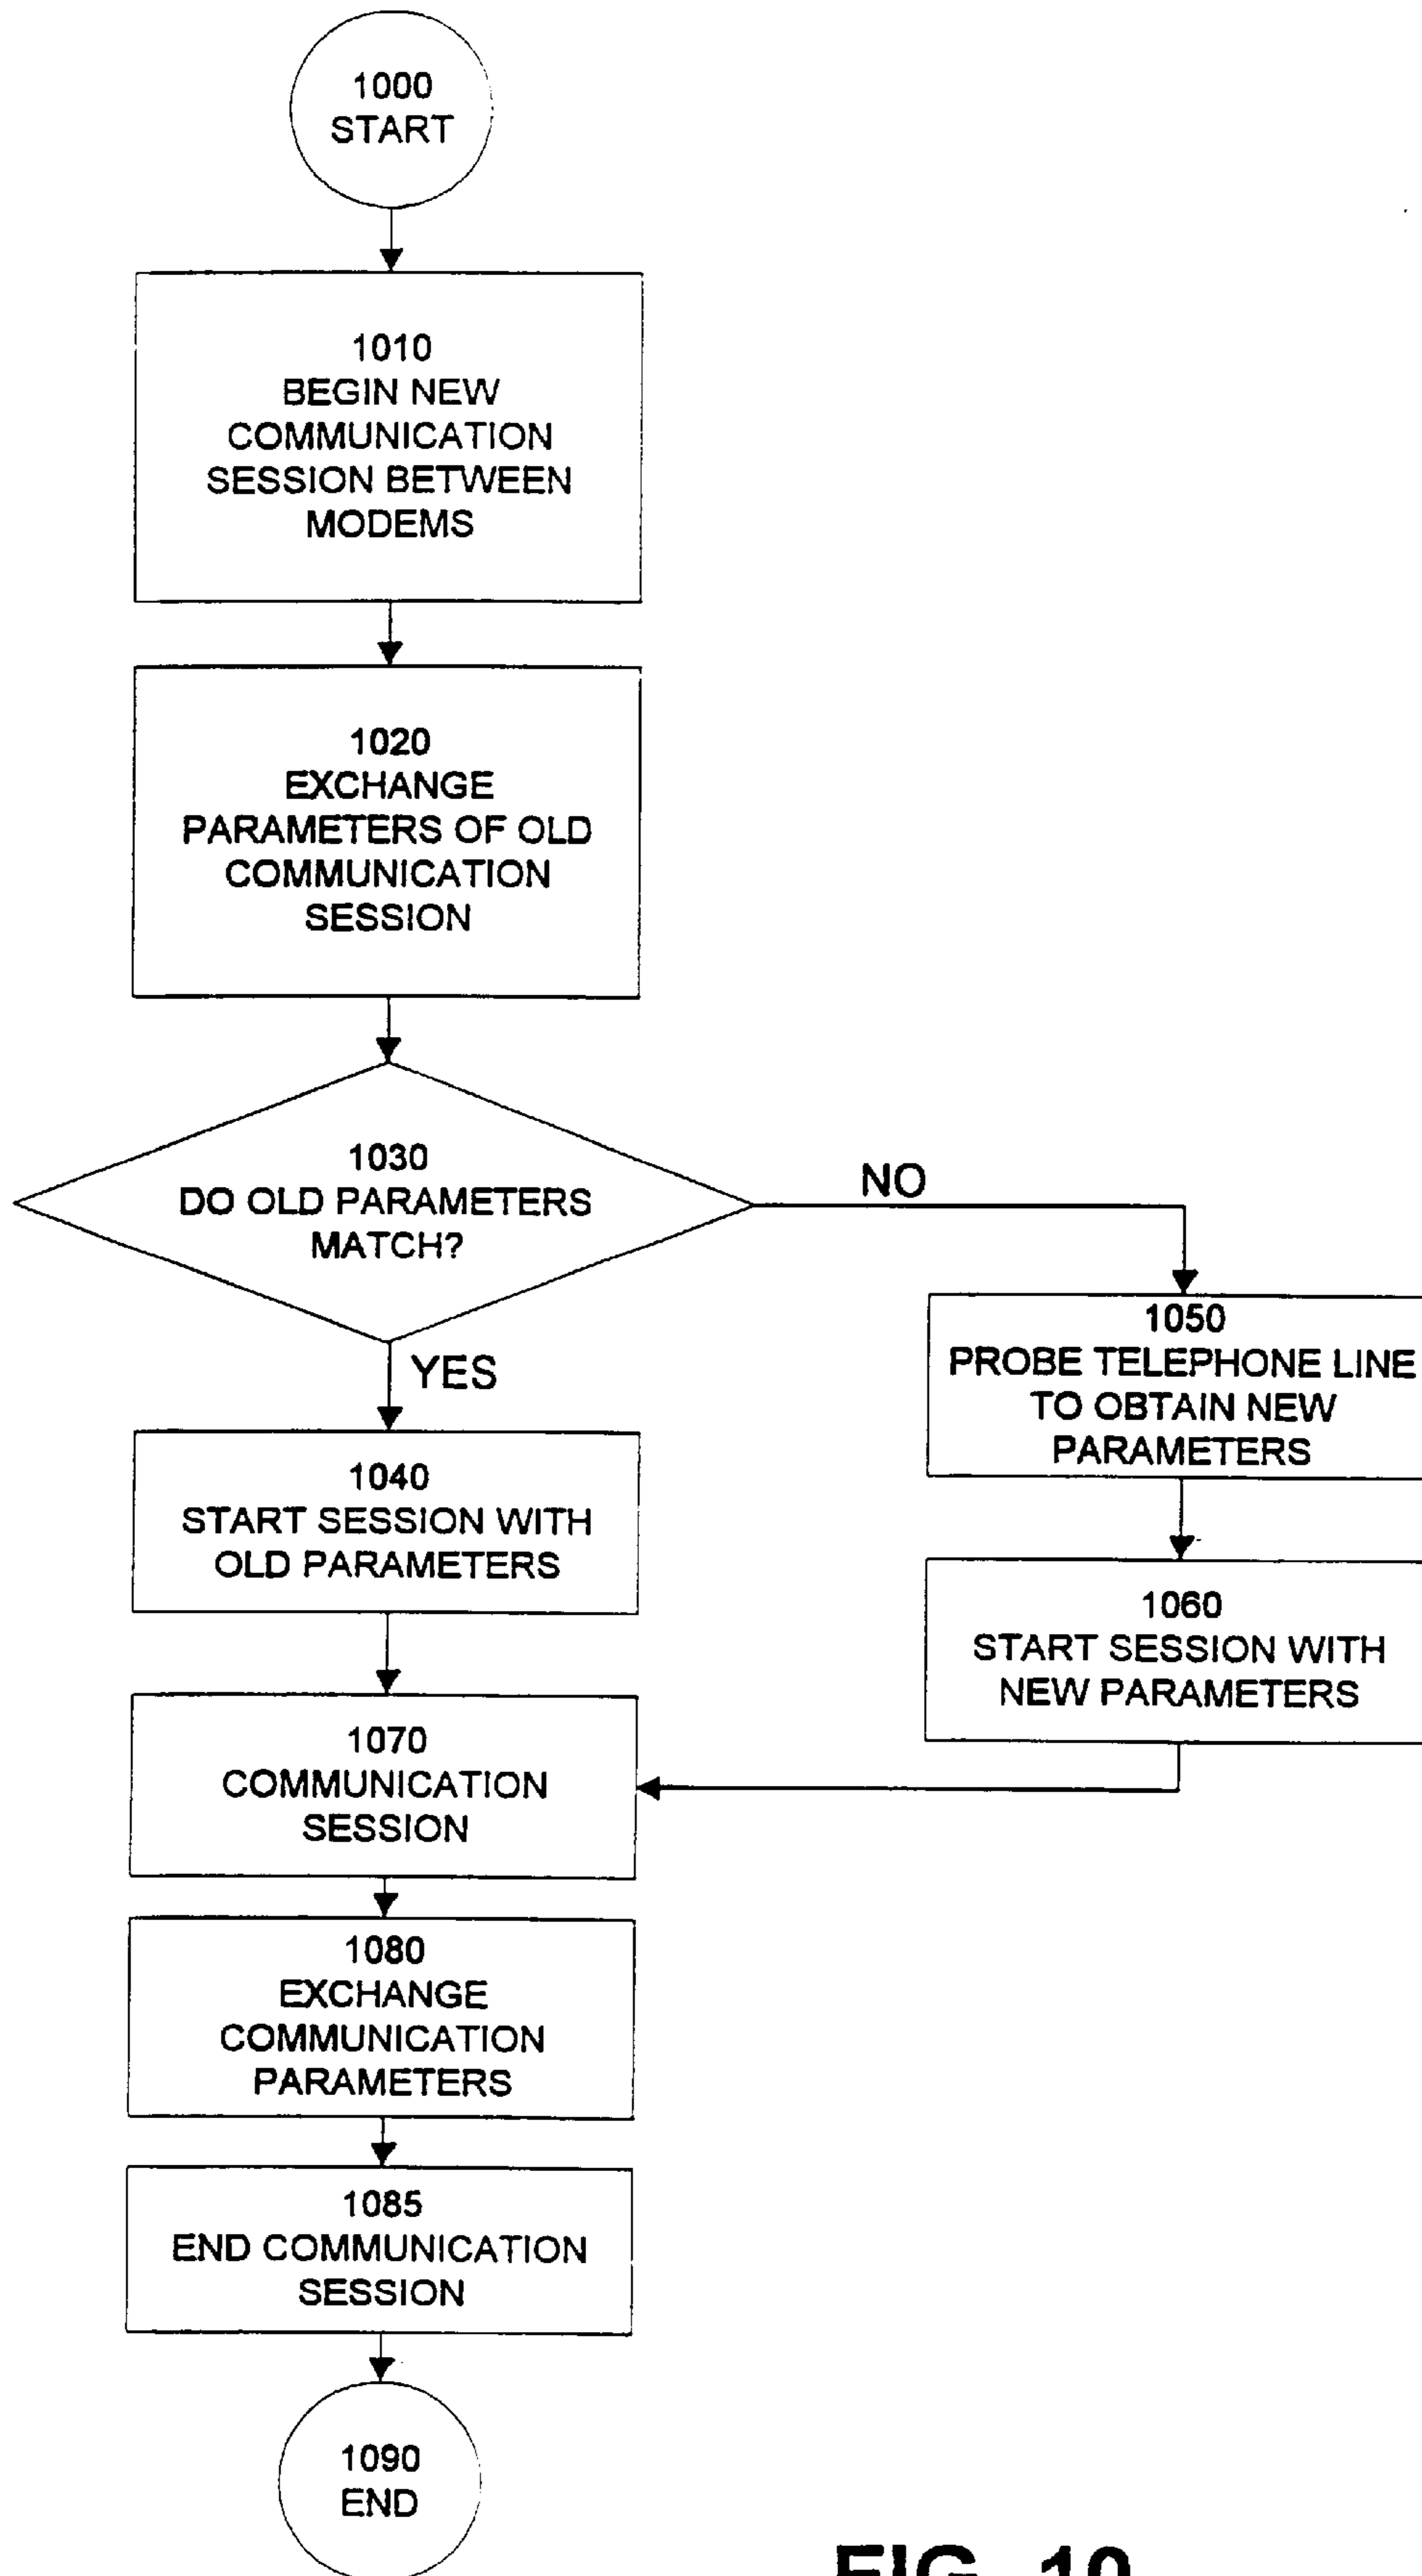 1000
START
1010
BEGIN NEW
COMMUNICATION
SESSION BETWEEN
MODEMS
1020
EXCHANGE
PARAMETERS OF OLD
COMMUNICATION
SESSION
1030
DO OLD PARAMETERS
MATCH?
NO
YES
1050
PROBE TELEPHONE LINE
TO OBTAIN NEW
PARAMETERS
1040
START SESSION WITH
OLD PARAMETERS
1060
START SESSION WITH
NEW PARAMETERS
1070
COMMUNICATION
SESSION
1080
EXCHANGE
COMMUNICATION
PARAMETERS
1085
END COMMUNICATION
SESSION
1090
END
FIG. 10